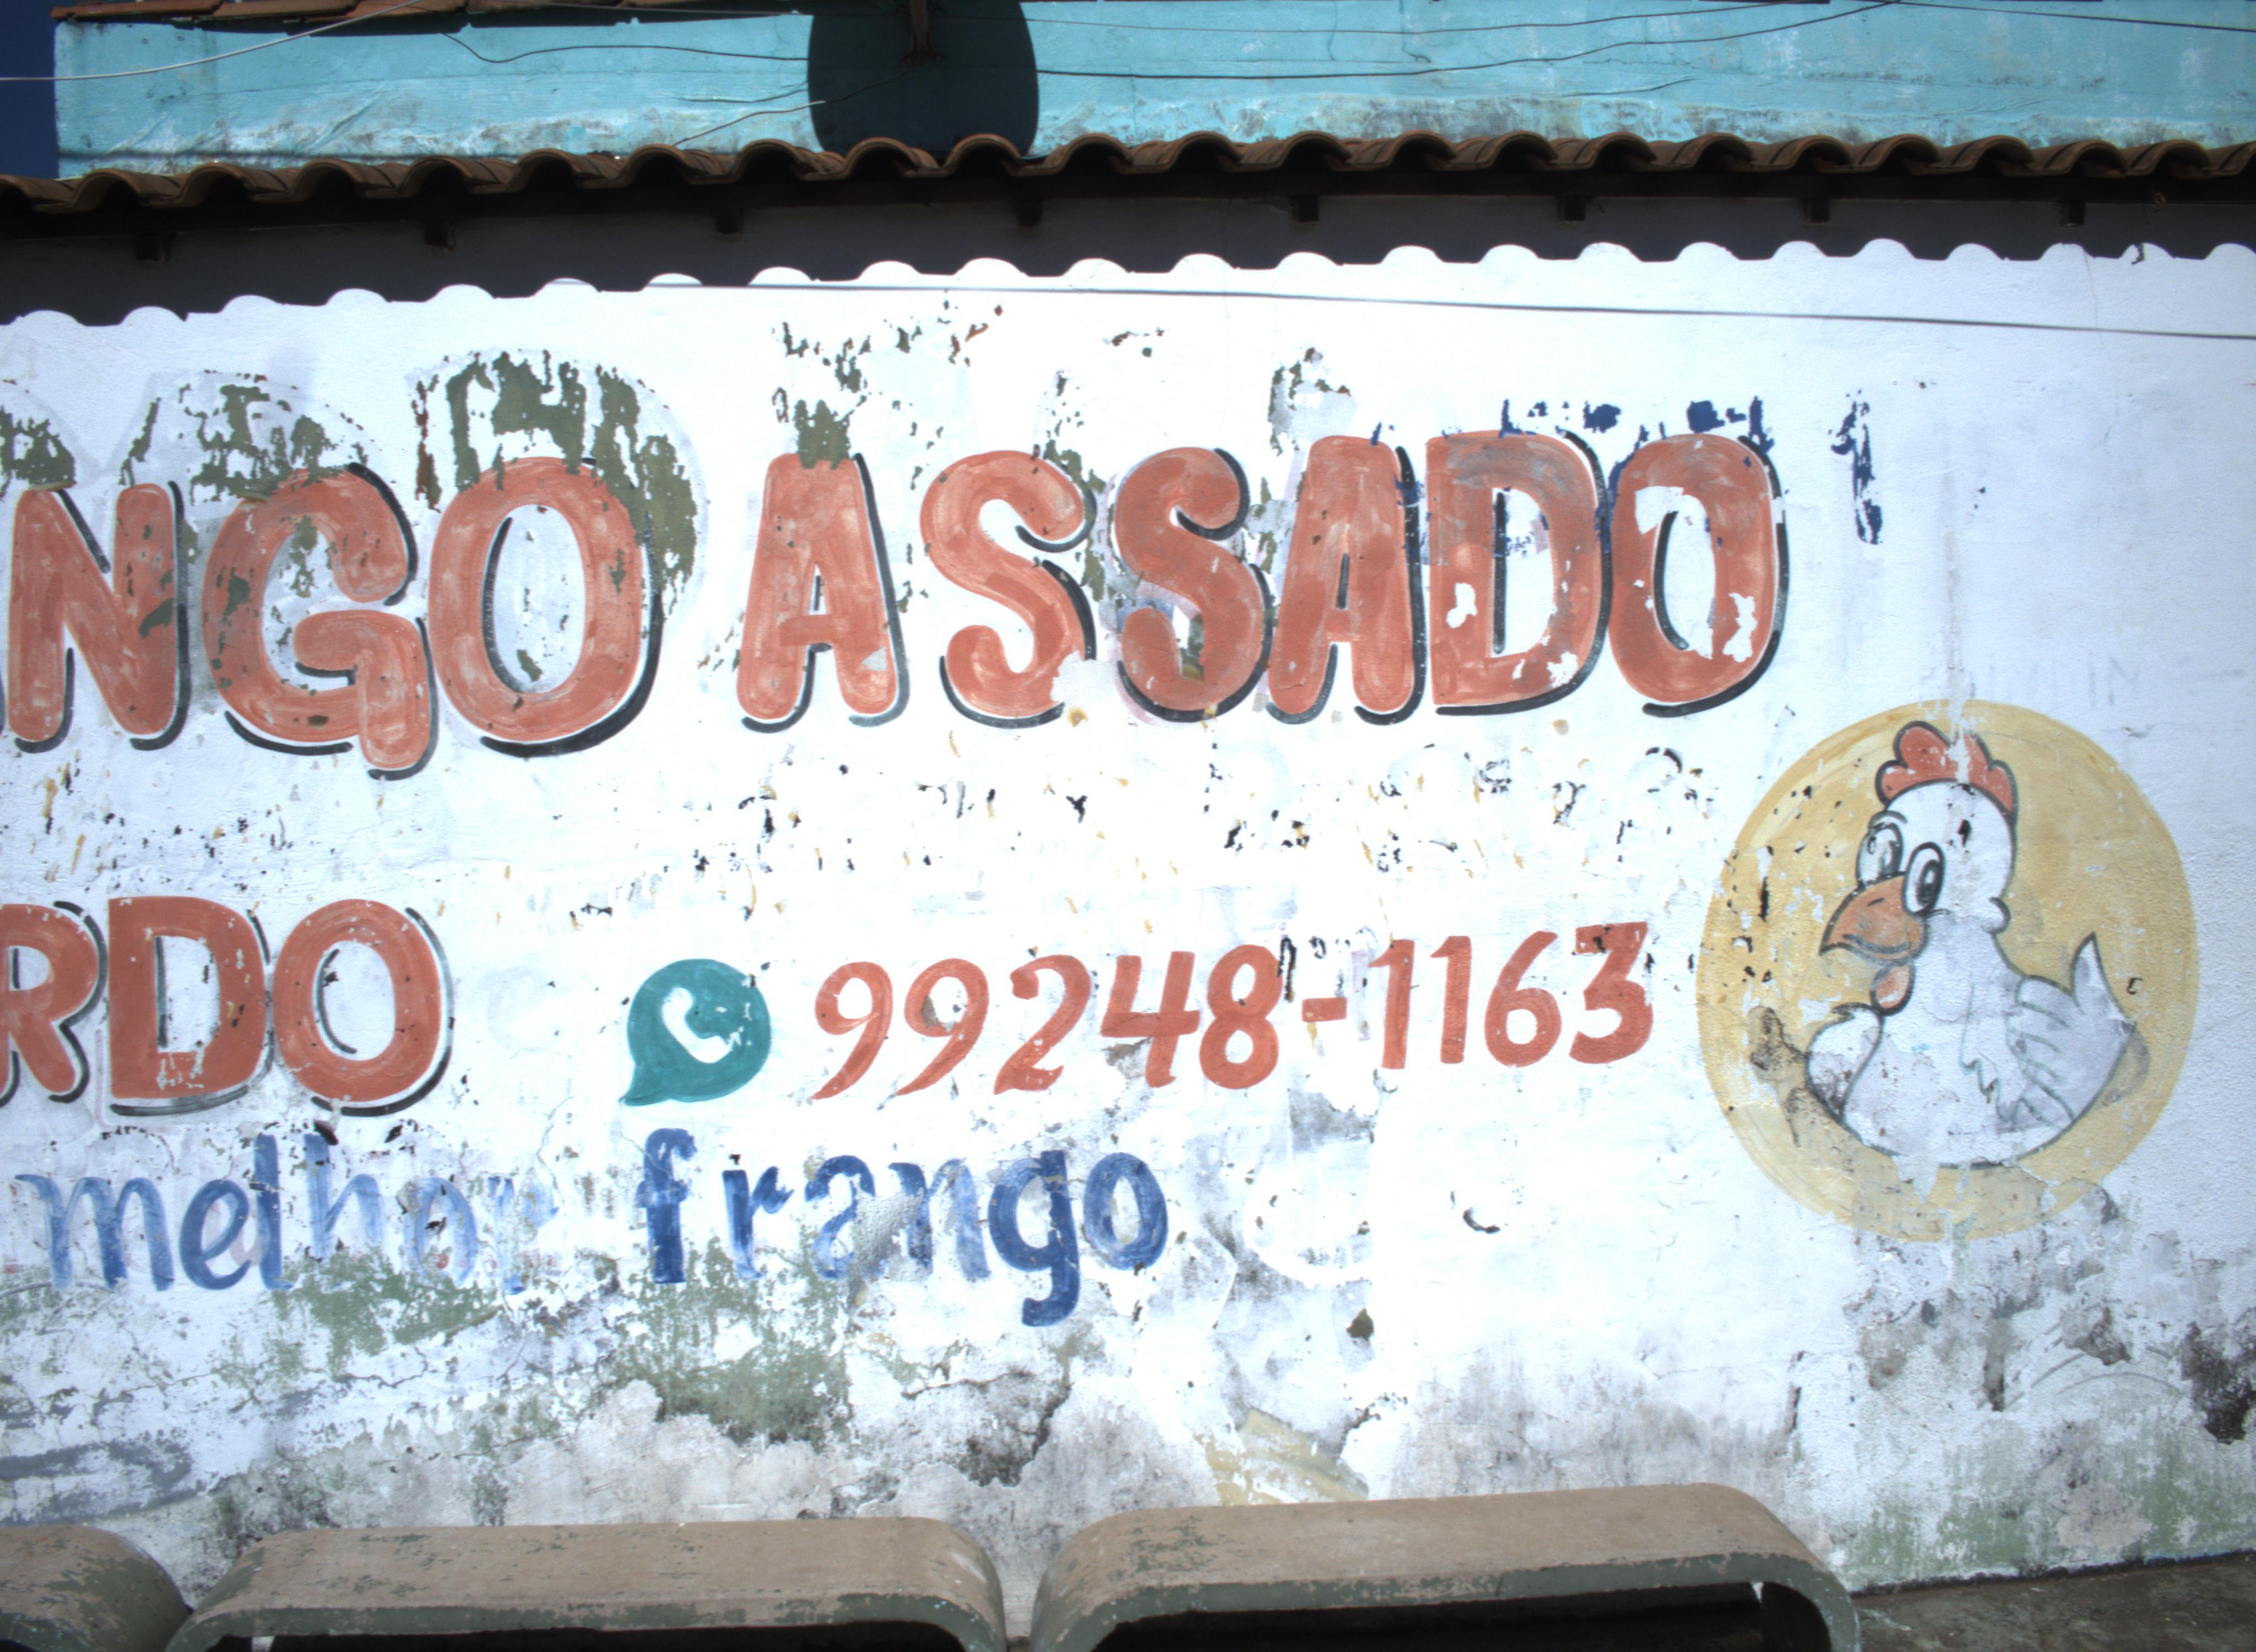 NGO ASSADO
RDO 99248-1163
melhor frango